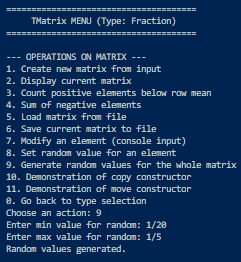 =====================================
TMatrix MENU (Type: Fraction)
=====================================
--- OPERATIONS ON MATRIX ---
1. Create new matrix from input
2. Display current matrix
3. Count positive elements below row mean
4. Sum of negative elements
5. Load matrix from file
6. Save current matrix to file
7. Modify an element (console input)
8. Set random value for an element
9. Generate random values for the whole matrix
10. Demonstration of copy constructor
11. Demonstration of move constructor
0. Go back to type selection
Choose an action: 9
Enter min value for random: 1/20
Enter max value for random: 1/5
Random values generated.